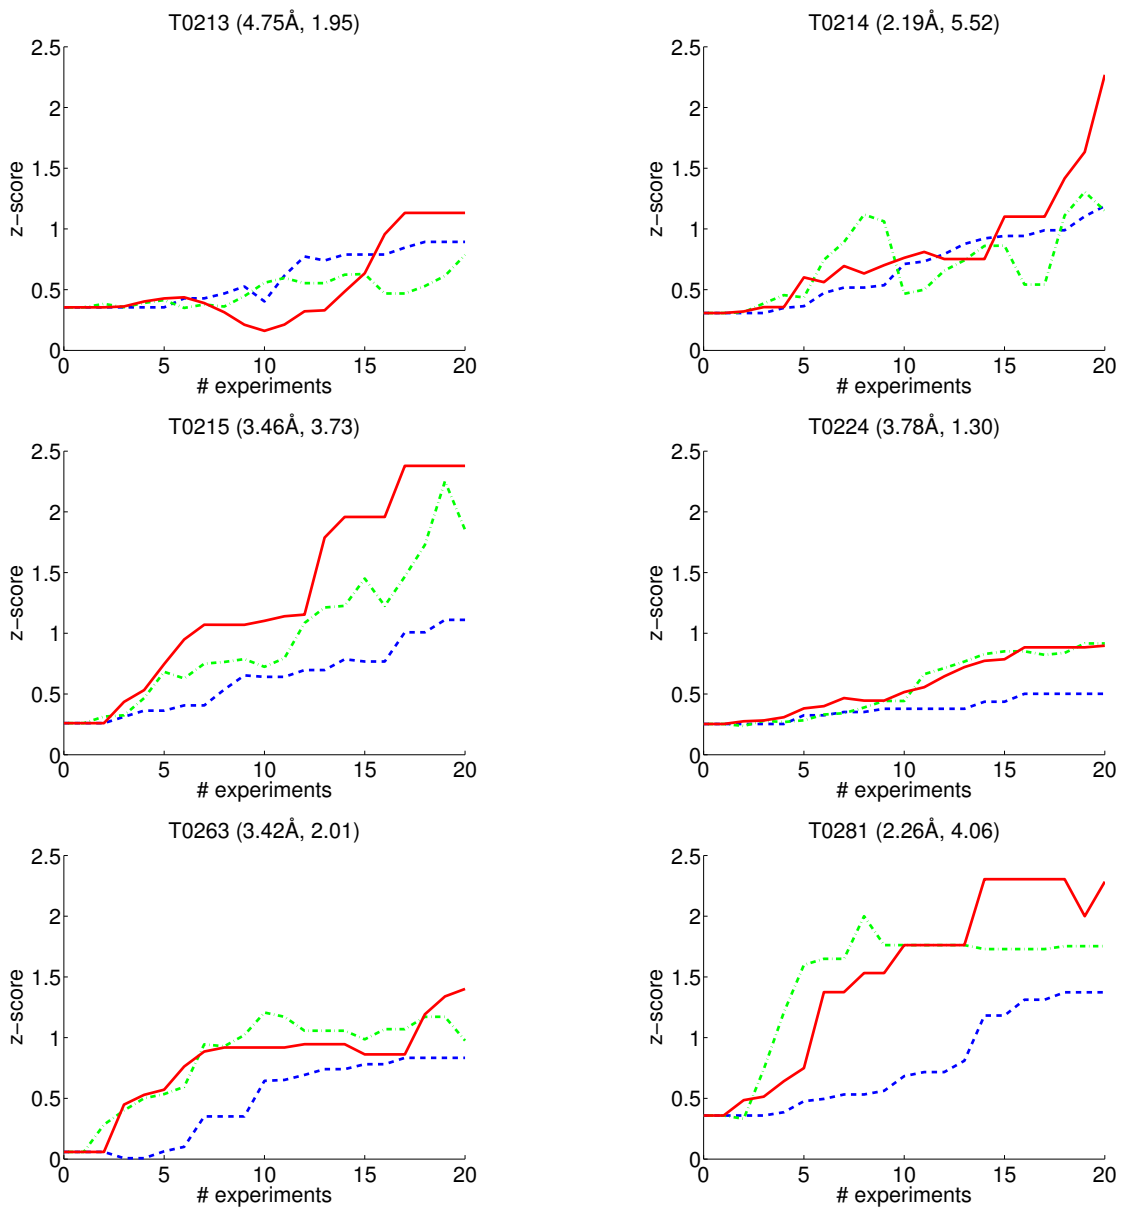 T0213 (4.75Å, 1.95)
2.5
2
1.5
1
0.5
0
z−score
0 5 10 15 20
# experiments
T0214 (2.19Å, 5.52)
2.5
2
1.5
1
0.5
0
z−score
0 5 10 15 20
# experiments
T0215 (3.46Å, 3.73)
2.5
2
1.5
1
0.5
0
z−score
0 5 10 15 20
# experiments
T0224 (3.78Å, 1.30)
2.5
2
1.5
1
0.5
0
z−score
0 5 10 15 20
# experiments
T0263 (3.42Å, 2.01)
2.5
2
1.5
1
0.5
0
z−score
0 5 10 15 20
# experiments
T0281 (2.26Å, 4.06)
2.5
2
1.5
1
0.5
0
z−score
0 5 10 15 20
# experiments